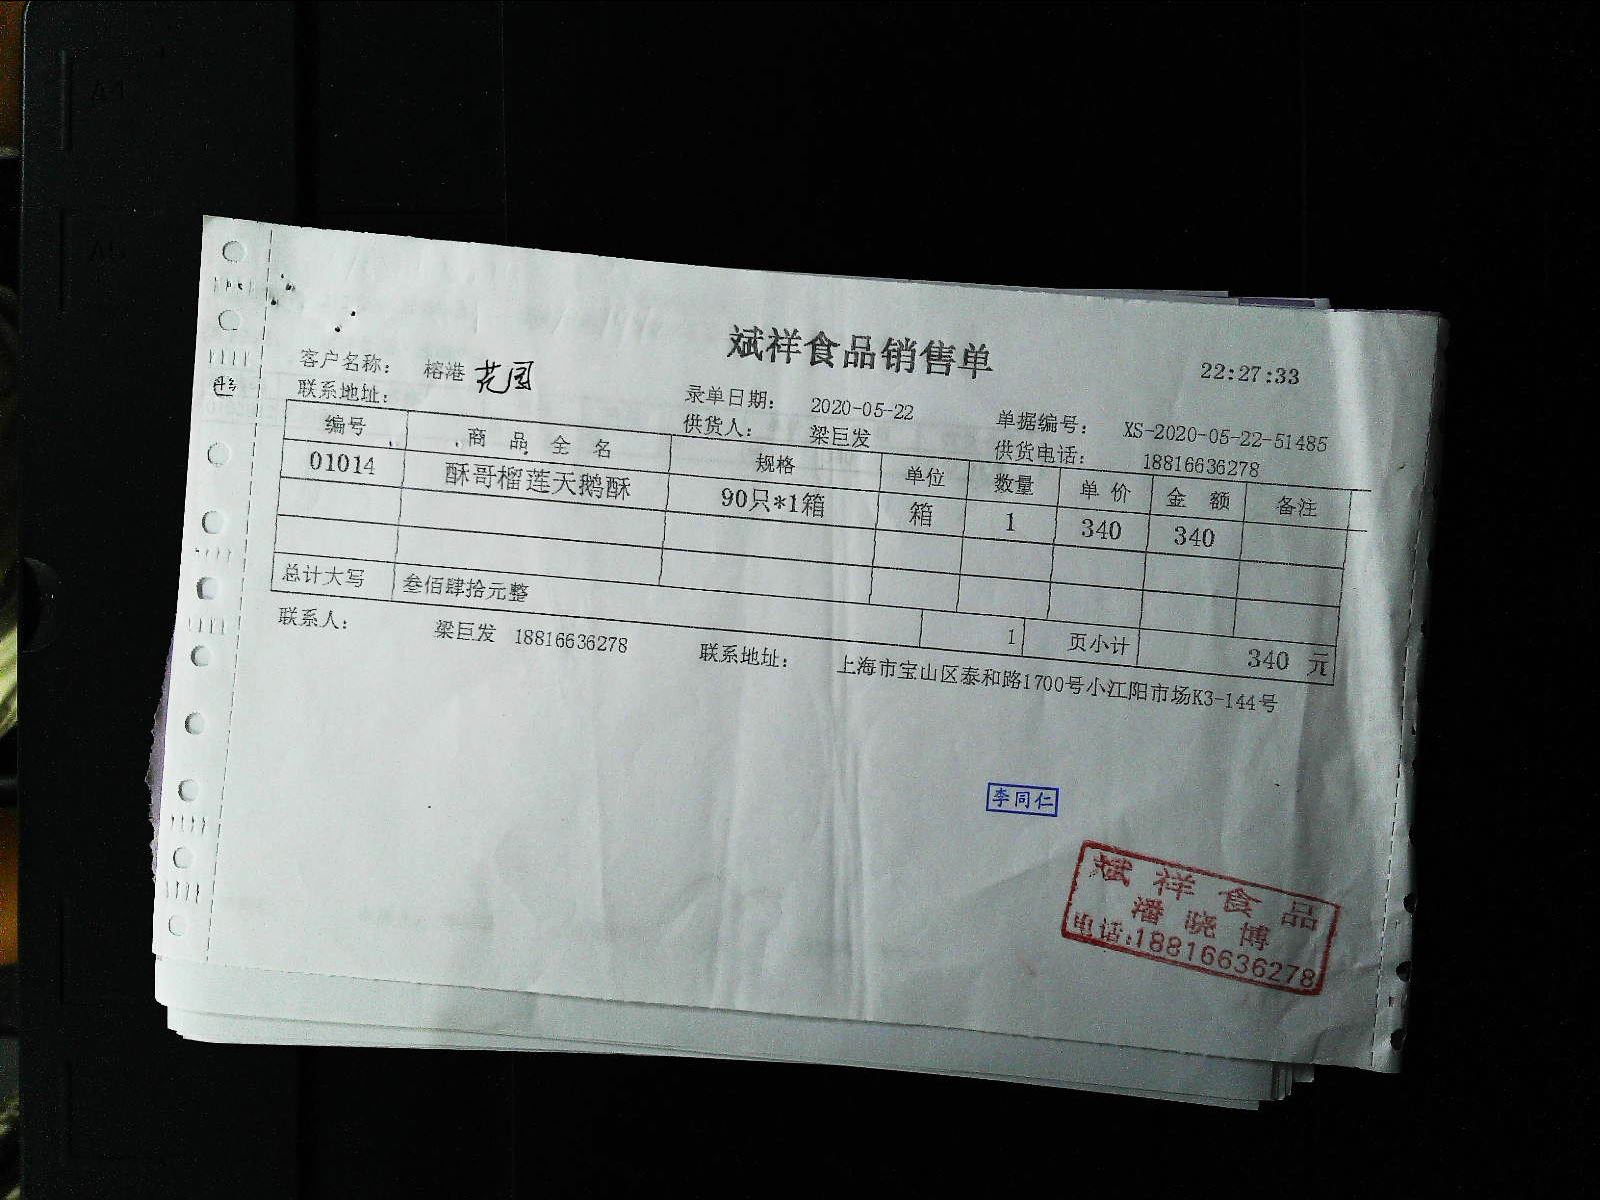 斌祥食品销售单
22:27:33
客户名称： 榕港 花园
联系地址：
录单日期： 2020-05-22
单据编号： XS-2020-05-22-51485
供货人： 梁巨发
供货电话： 18816636278
编号 商品全名 规格 单位 数量 单价 金额 备注
01014 酥哥榴莲天鹅酥 90只*1箱 箱 1 340 340
总计大写 叁佰肆拾元整 1 页小计 340 元
联系人： 梁巨发 18816636278 联系地址： 上海市宝山区泰和路1700号小江阳市场K3-144号
李同仁
斌祥食品
潘晓博
电话:18816636278